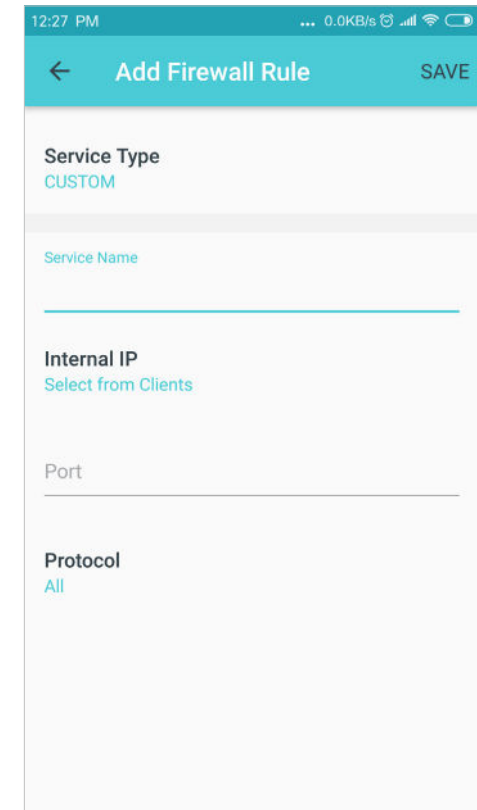 12:27 PM ... 0.0KB/s
Add Firewall Rule SAVE
Service Type
CUSTOM
Service Name
Internal IP
Select from Clients
Port
Protocol
All